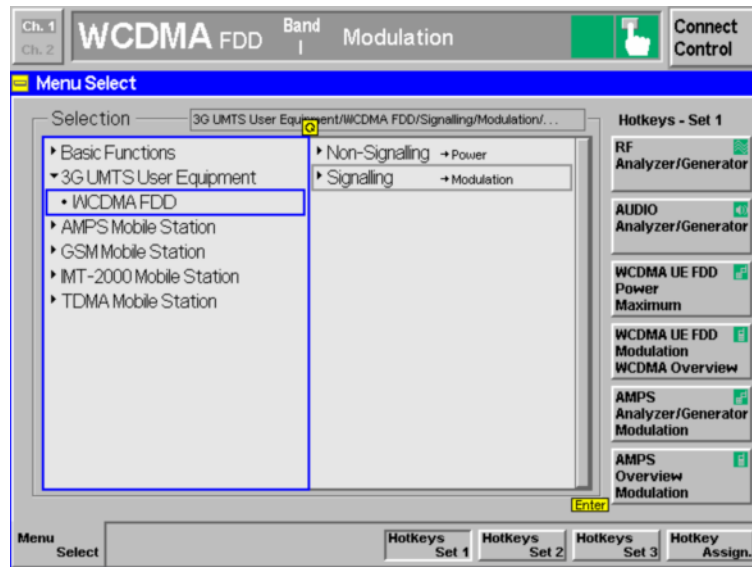 Ch. 1
Ch. 2
WCDMA FDD Band I Modulation
Connect Control
Menu Select
Selection
3G UMTS User Equipment/WCDMA FDD/Signalling/Modulation/...
Basic Functions
3G UMTS User Equipment
WCDMA FDD
AMPS Mobile Station
GSM Mobile Station
IMT-2000 Mobile Station
TDMA Mobile Station
Non-Signalling → Power
Signalling → Modulation
Enter
Hotkeys - Set 1
RF
Analyzer/Generator
AUDIO
Analyzer/Generator
WCDMA UE FDD
Power
Maximum
WCDMA UE FDD
Modulation
WCDMA Overview
AMPS
Analyzer/Generator
Modulation
AMPS
Overview
Modulation
Menu
Select
Hotkeys
Set 1
Hotkeys
Set 2
Hotkeys
Set 3
Hotkey
Assign.